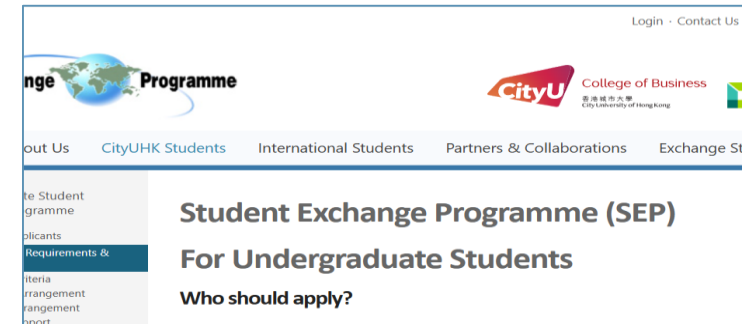 Login · Contact Us
nge Programme
CityU College of Business
香港城市大學
City University of Hong Kong
out Us CityUHK Students International Students Partners & Collaborations Exchange St
te Student
gramme
plicants
Requirements &
iteria
rrangement
rangement
pport
Student Exchange Programme (SEP)
For Undergraduate Students
Who should apply?